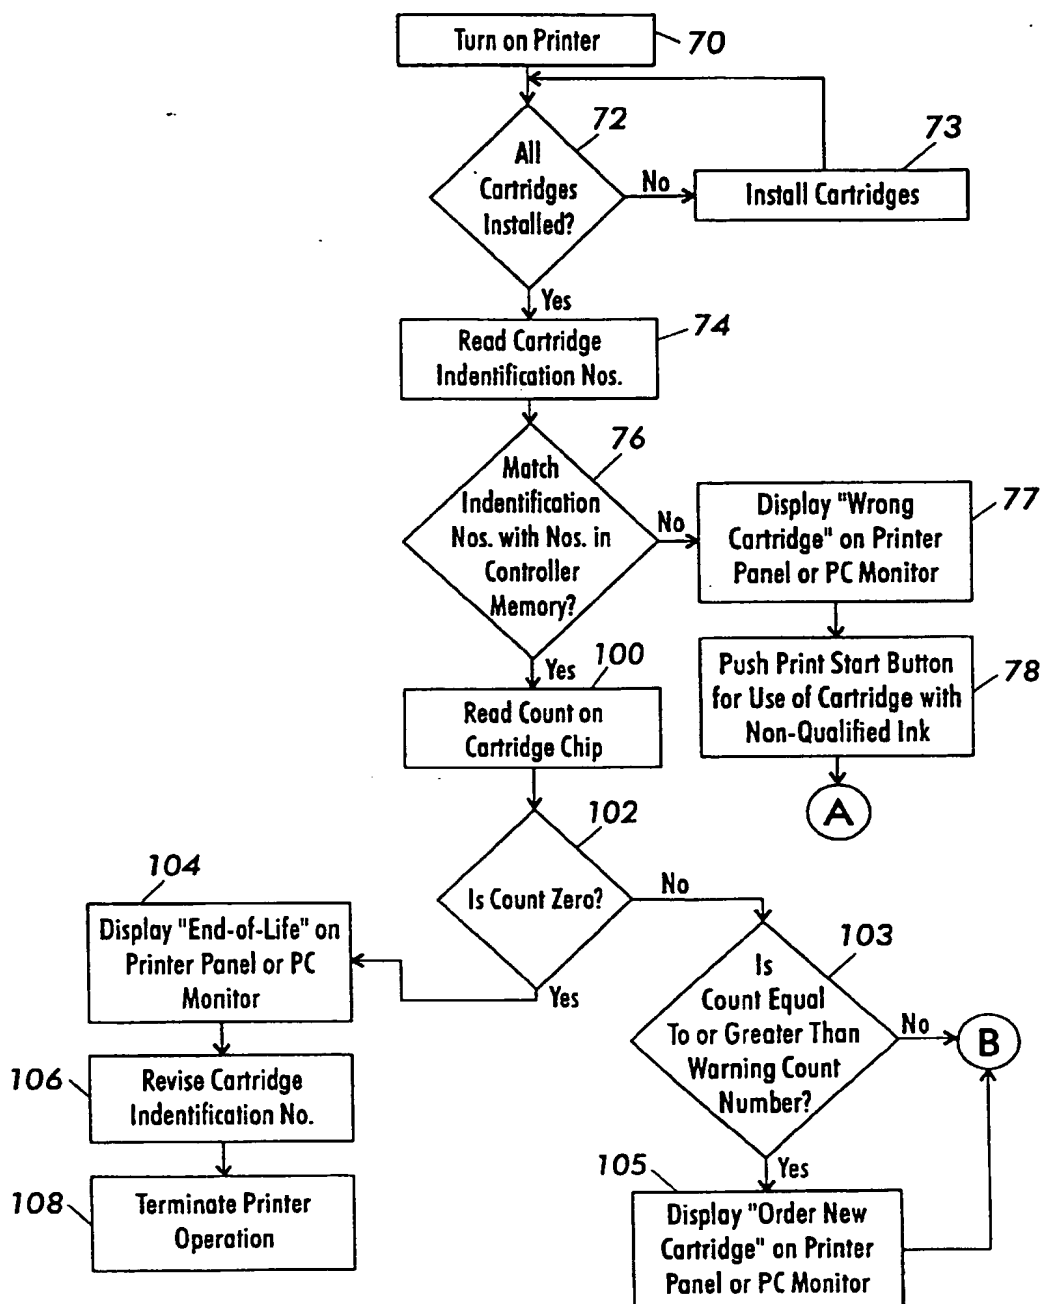 Turn on Printer
70
All
Cartridges
Installed?
72
No
Install Cartridges
73
Yes
Read Cartridge
Indentification Nos.
74
Match
Indentification
Nos. with Nos. in
Controller
Memory?
76
No
Display "Wrong
Cartridge" on Printer
Panel or PC Monitor
77
Push Print Start Button
for Use of Cartridge with
Non-Qualified Ink
78
A
Yes
100
Read Count on
Cartridge Chip
Is Count Zero?
102
No
Yes
104
Display "End-of-Life" on
Printer Panel or PC
Monitor
106
Revise Cartridge
Indentification No.
108
Terminate Printer
Operation
103
Is
Count Equal
To or Greater Than
Warning Count
Number?
No
B
Yes
105
Display "Order New
Cartridge" on Printer
Panel or PC Monitor